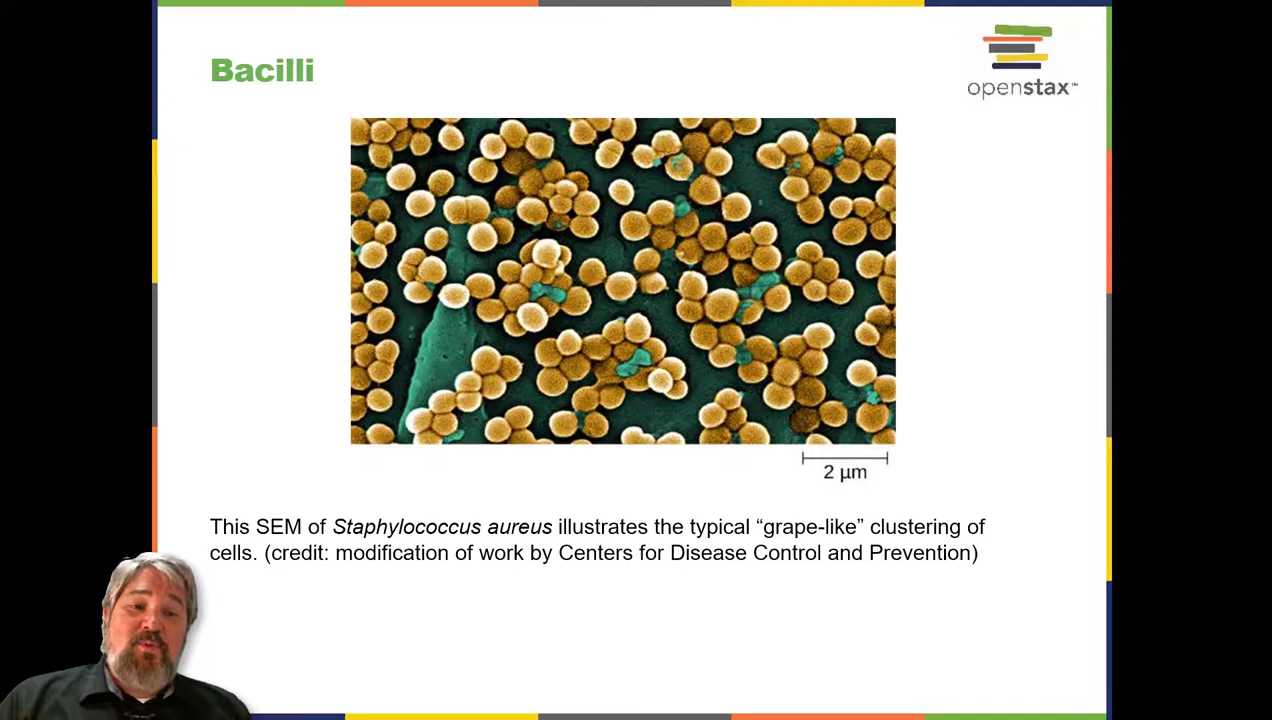 Bacilli
openstax™
2 µm
This SEM of Staphylococcus aureus illustrates the typical “grape-like” clustering of
cells. (credit: modification of work by Centers for Disease Control and Prevention)